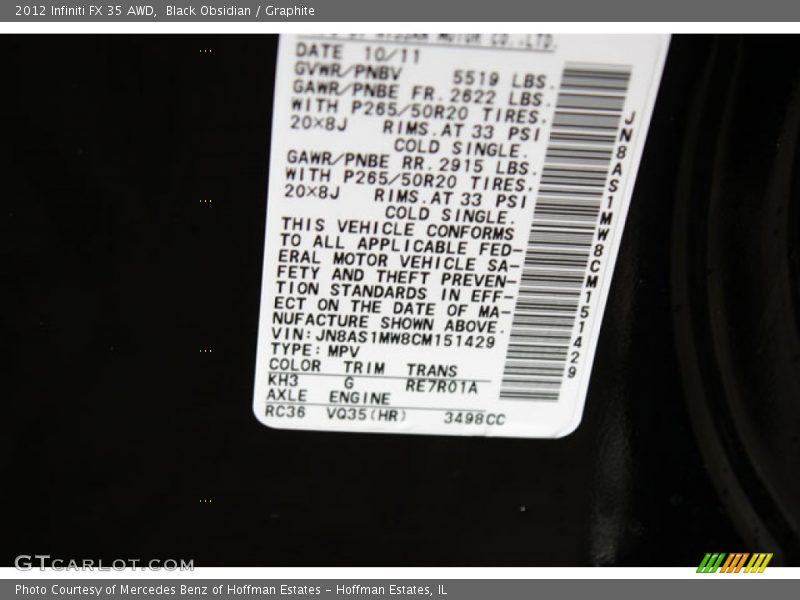 2012 Infiniti FX 35 AWD, Black Obsidian / Graphite
MOTOR CO.,LTD.
DATE 10/11
GVWR/PNBV 5519 LBS.
GAWR/PNBE FR. 2622 LBS.
WITH P265/50R20 TIRES.
20×8J RIMS.AT 33 PSI
COLD SINGLE.
GAWR/PNBE RR. 2915 LBS.
WITH P265/50R20 TIRES.
20×8J RIMS.AT 33 PSI
COLD SINGLE.
THIS VEHICLE CONFORMS
TO ALL APPLICABLE FED-
ERAL MOTOR VEHICLE SA-
FETY AND THEFT PREVEN-
TION STANDARDS IN EFF-
ECT ON THE DATE OF MA-
NUFACTURE SHOWN ABOVE.
VIN:JN8AS1MW8CM151429
TYPE:MPV
COLOR TRIM TRANS
KH3 G RE7R01A
AXLE ENGINE
RC36 VQ35(HR) 3498CC
JN8AS1MW8CM151429
GTCARLOT.COM
Photo Courtesy of Mercedes Benz of Hoffman Estates – Hoffman Estates, IL